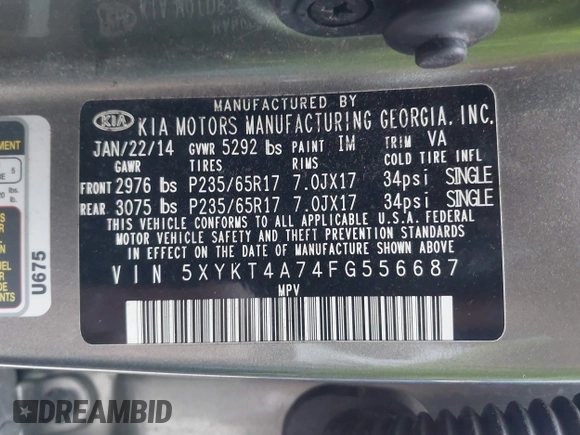 MANUFACTURED BY
KIA KIA MOTORS MANUFACTURING GEORGIA. INC.
JAN/22/14 GVWR 5292 lbs PAINT IM TRIM VA
GAWR TIRES RIMS COLD TIRE INFL
FRONT 2976 lbs P235/65R17 7.0JX17 34psi SINGLE
REAR 3075 lbs P235/65R17 7.0JX17 34psi SINGLE
THIS VEHICLE CONFORMS TO ALL APPLICABLE U.S.A. FEDERAL
MOTOR VEHICLE SAFETY AND THEFT PREVENTION STANDARDS
IN EFFECT ON THE DATE OF MANUFACTURE SHOWN ABOVE.
VIN 5XYKT4A74FG556687
MPV
U675
DREAMBID